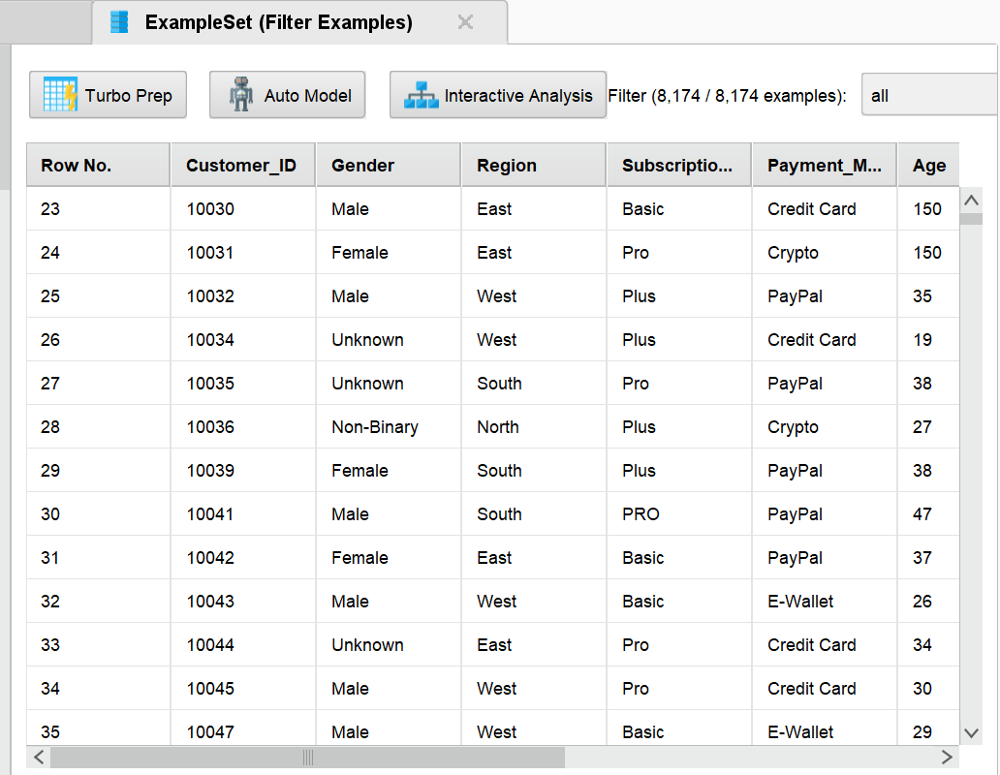 ExampleSet (Filter Examples)
Turbo Prep Auto Model Interactive Analysis Filter (8,174 / 8,174 examples): all
Row No. Customer_ID Gender Region Subscriptio... Payment_M... Age
23 10030 Male East Basic Credit Card 150
24 10031 Female East Pro Crypto 150
25 10032 Male West Plus PayPal 35
26 10034 Unknown West Plus Credit Card 19
27 10035 Unknown South Pro PayPal 38
28 10036 Non-Binary North Plus Crypto 27
29 10039 Female South Plus PayPal 38
30 10041 Male South PRO PayPal 47
31 10042 Female East Basic PayPal 37
32 10043 Male West Basic E-Wallet 26
33 10044 Unknown East Pro Credit Card 34
34 10045 Male West Pro Credit Card 30
35 10047 Male West Basic E-Wallet 29